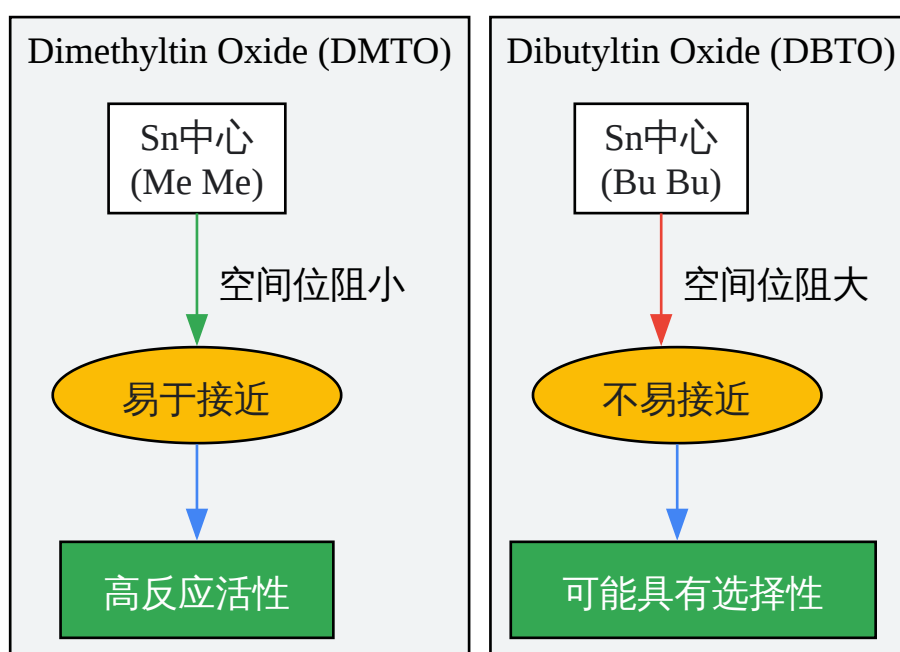 Dimethyltin Oxide (DMTO)
Sn中心
(Me Me)
空间位阻小
易于接近
高反应活性
Dibutyltin Oxide (DBTO)
Sn中心
(Bu Bu)
空间位阻大
不易接近
可能具有选择性